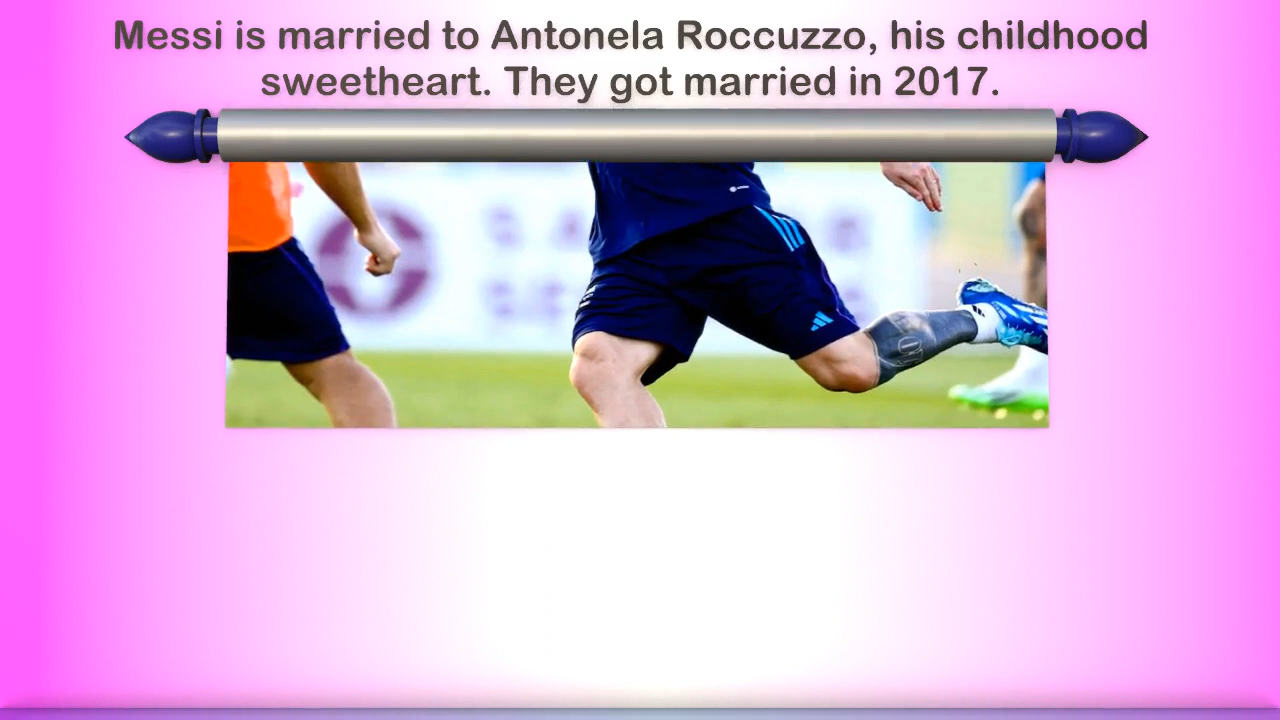 Messi is married to Antonela Roccuzzo, his childhood
sweetheart. They got married in 2017.